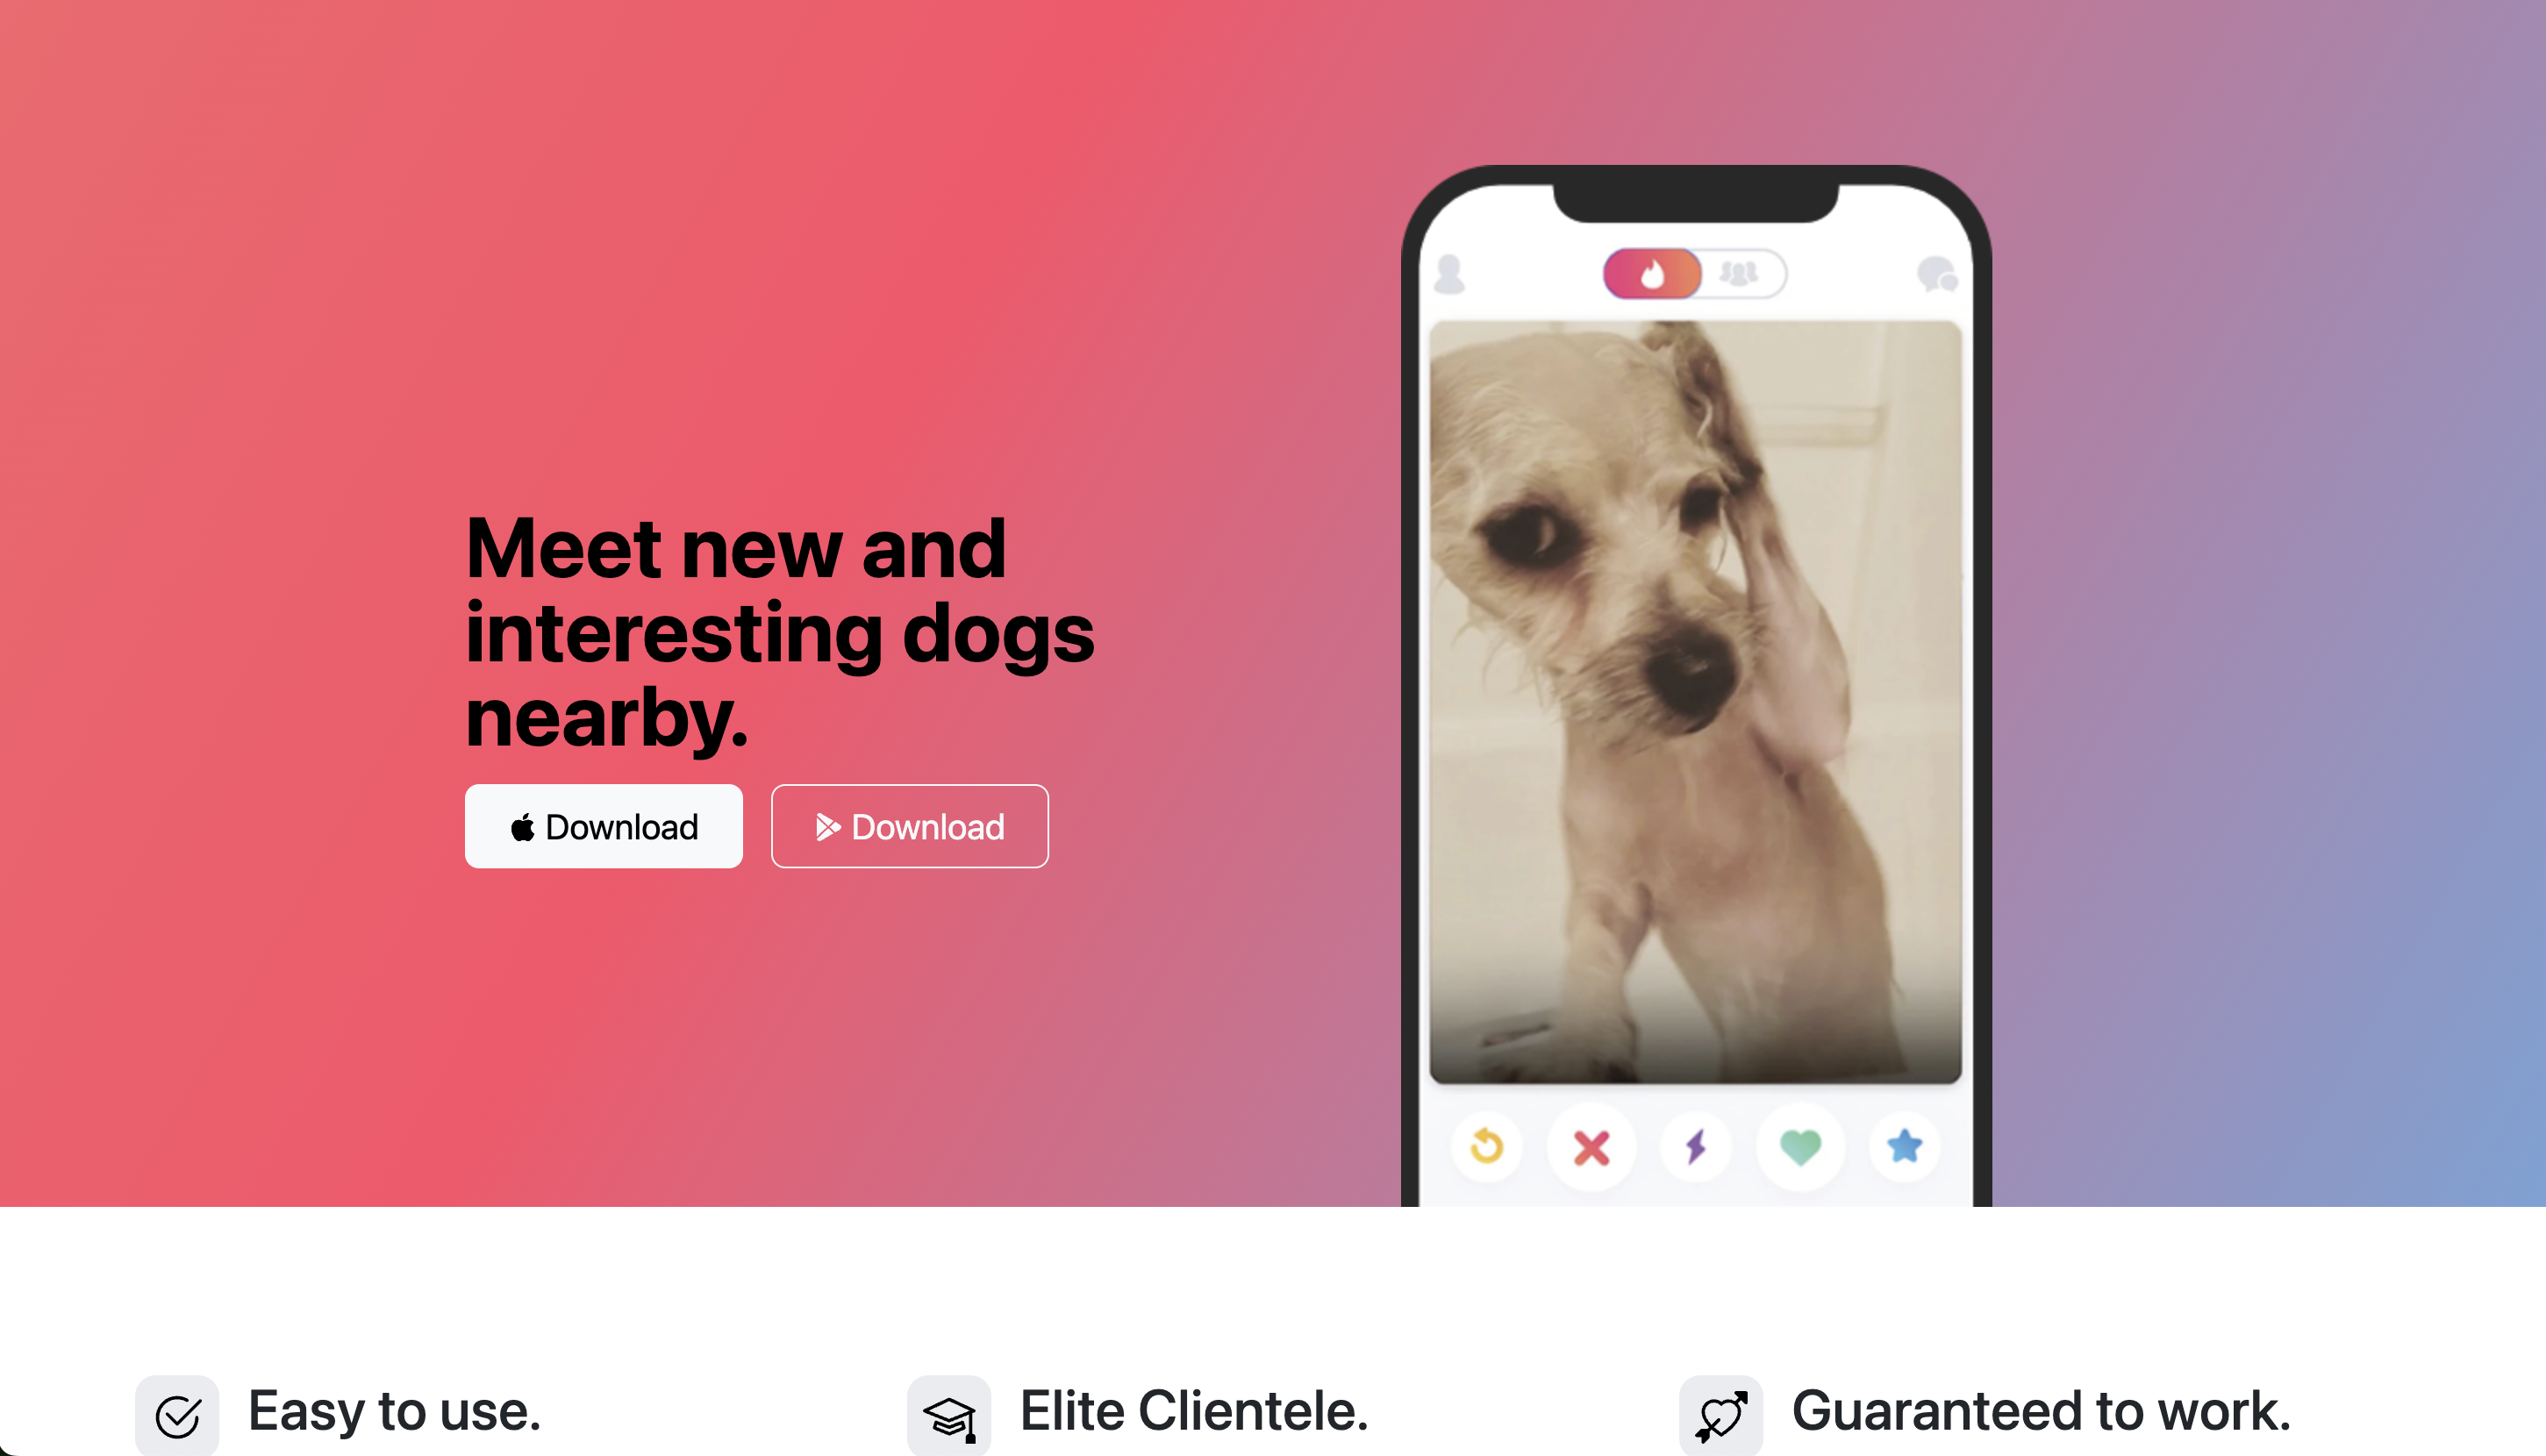 Meet new and
interesting dogs
nearby.
Download
Download
Easy to use.
Elite Clientele.
Guaranteed to work.